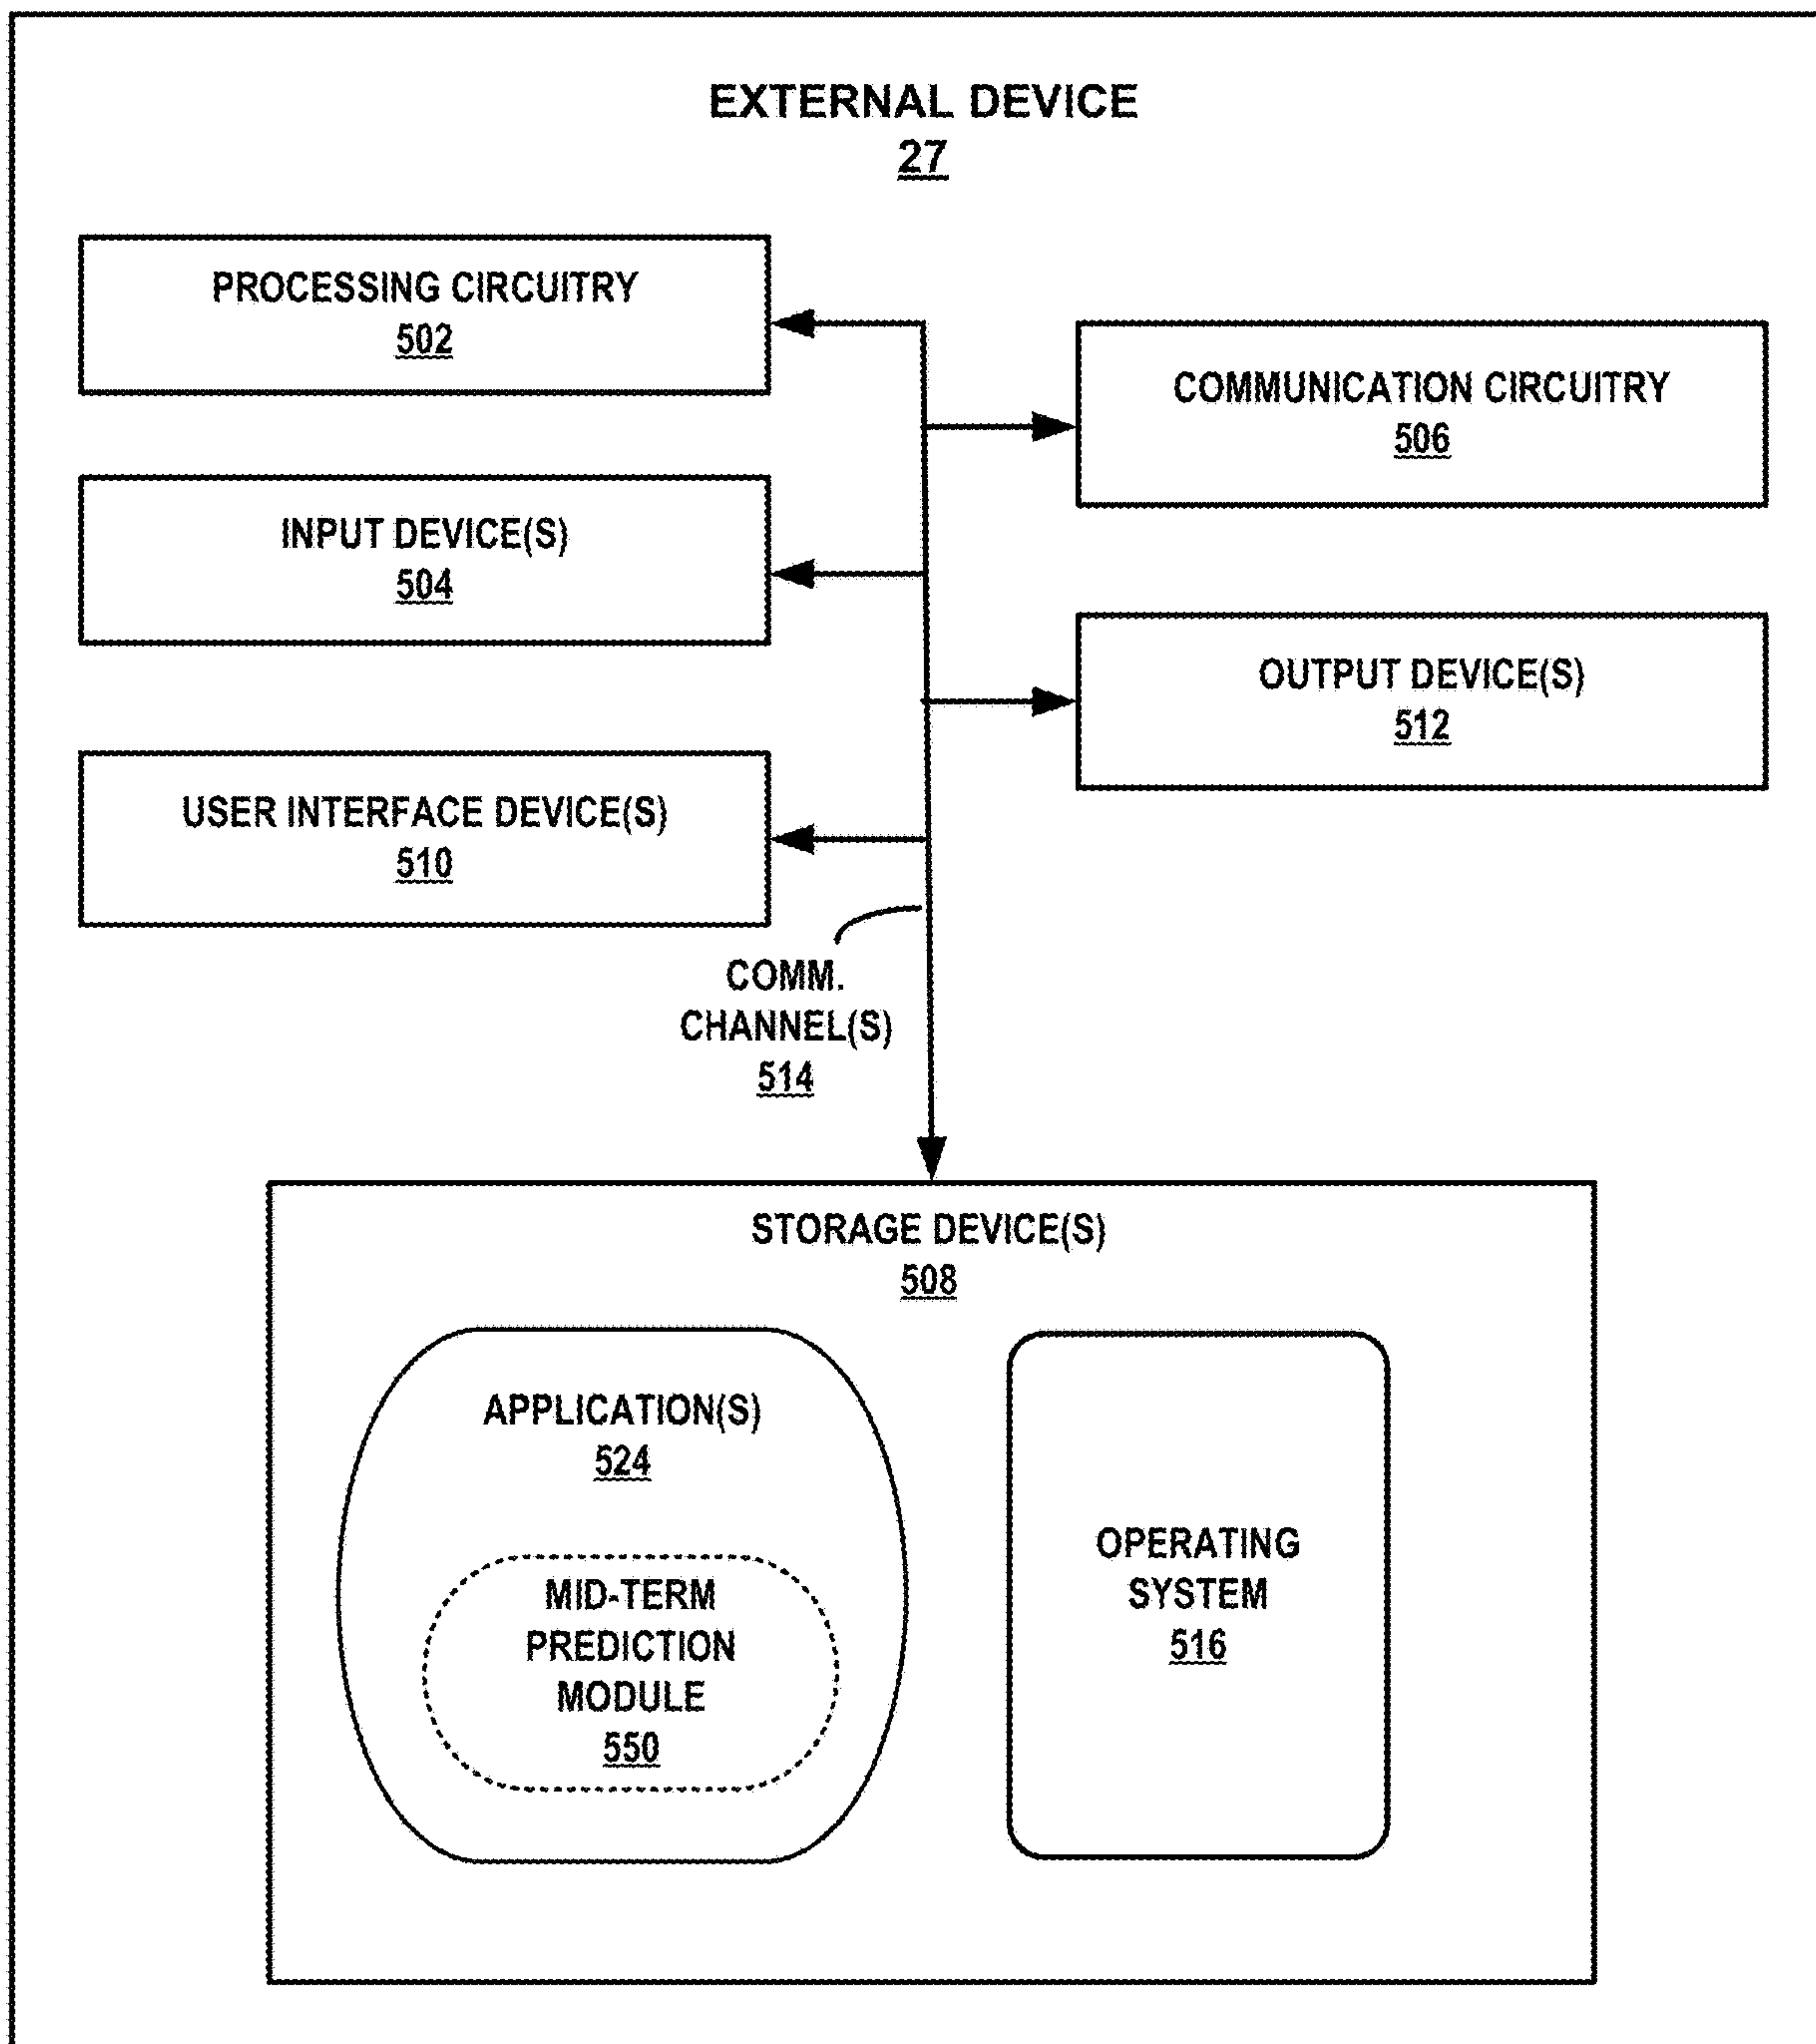 EXTERNAL DEVICE
27
PROCESSING CIRCUITRY
502
COMMUNICATION CIRCUITRY
506
INPUT DEVICE(S)
504
OUTPUT DEVICE(S)
512
USER INTERFACE DEVICE(S)
510
COMM.
CHANNEL(S)
514
STORAGE DEVICE(S)
508
APPLICATION(S)
524
MID-TERM
PREDICTION
MODULE
550
OPERATING
SYSTEM
516